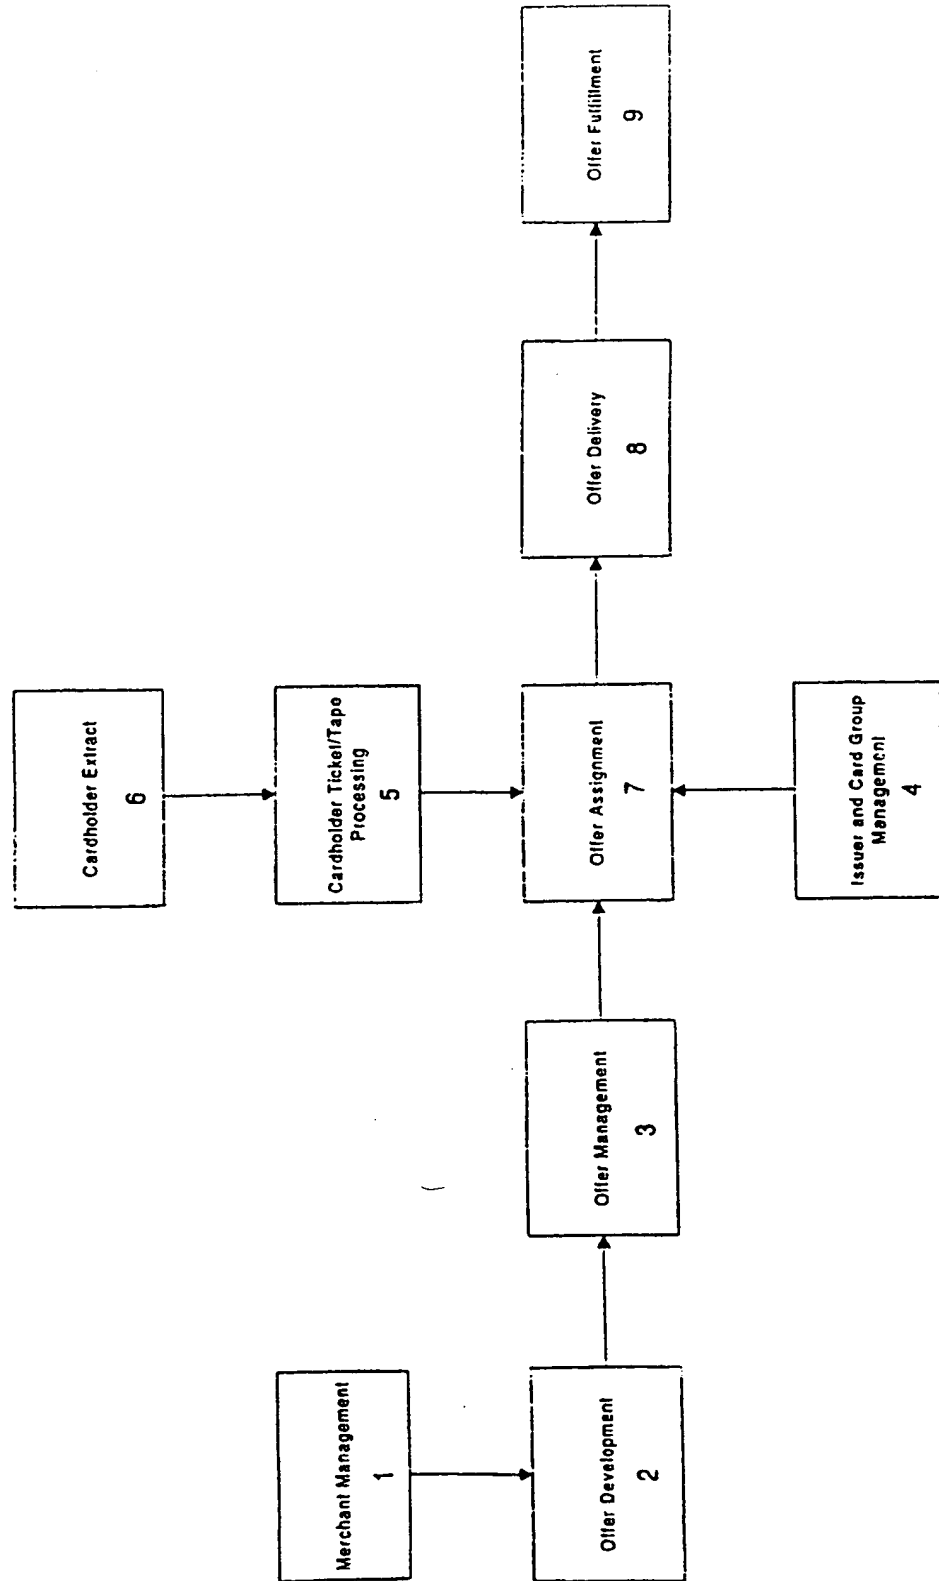 Merchant Management
1
Offer Development
2
Offer Management
3
Cardholder Extract
6
Cardholder Ticket/Tape
Processing
5
Offer Assignment
7
Issuer and Card Group
Management
4
Offer Delivery
8
Offer Fulfillment
9